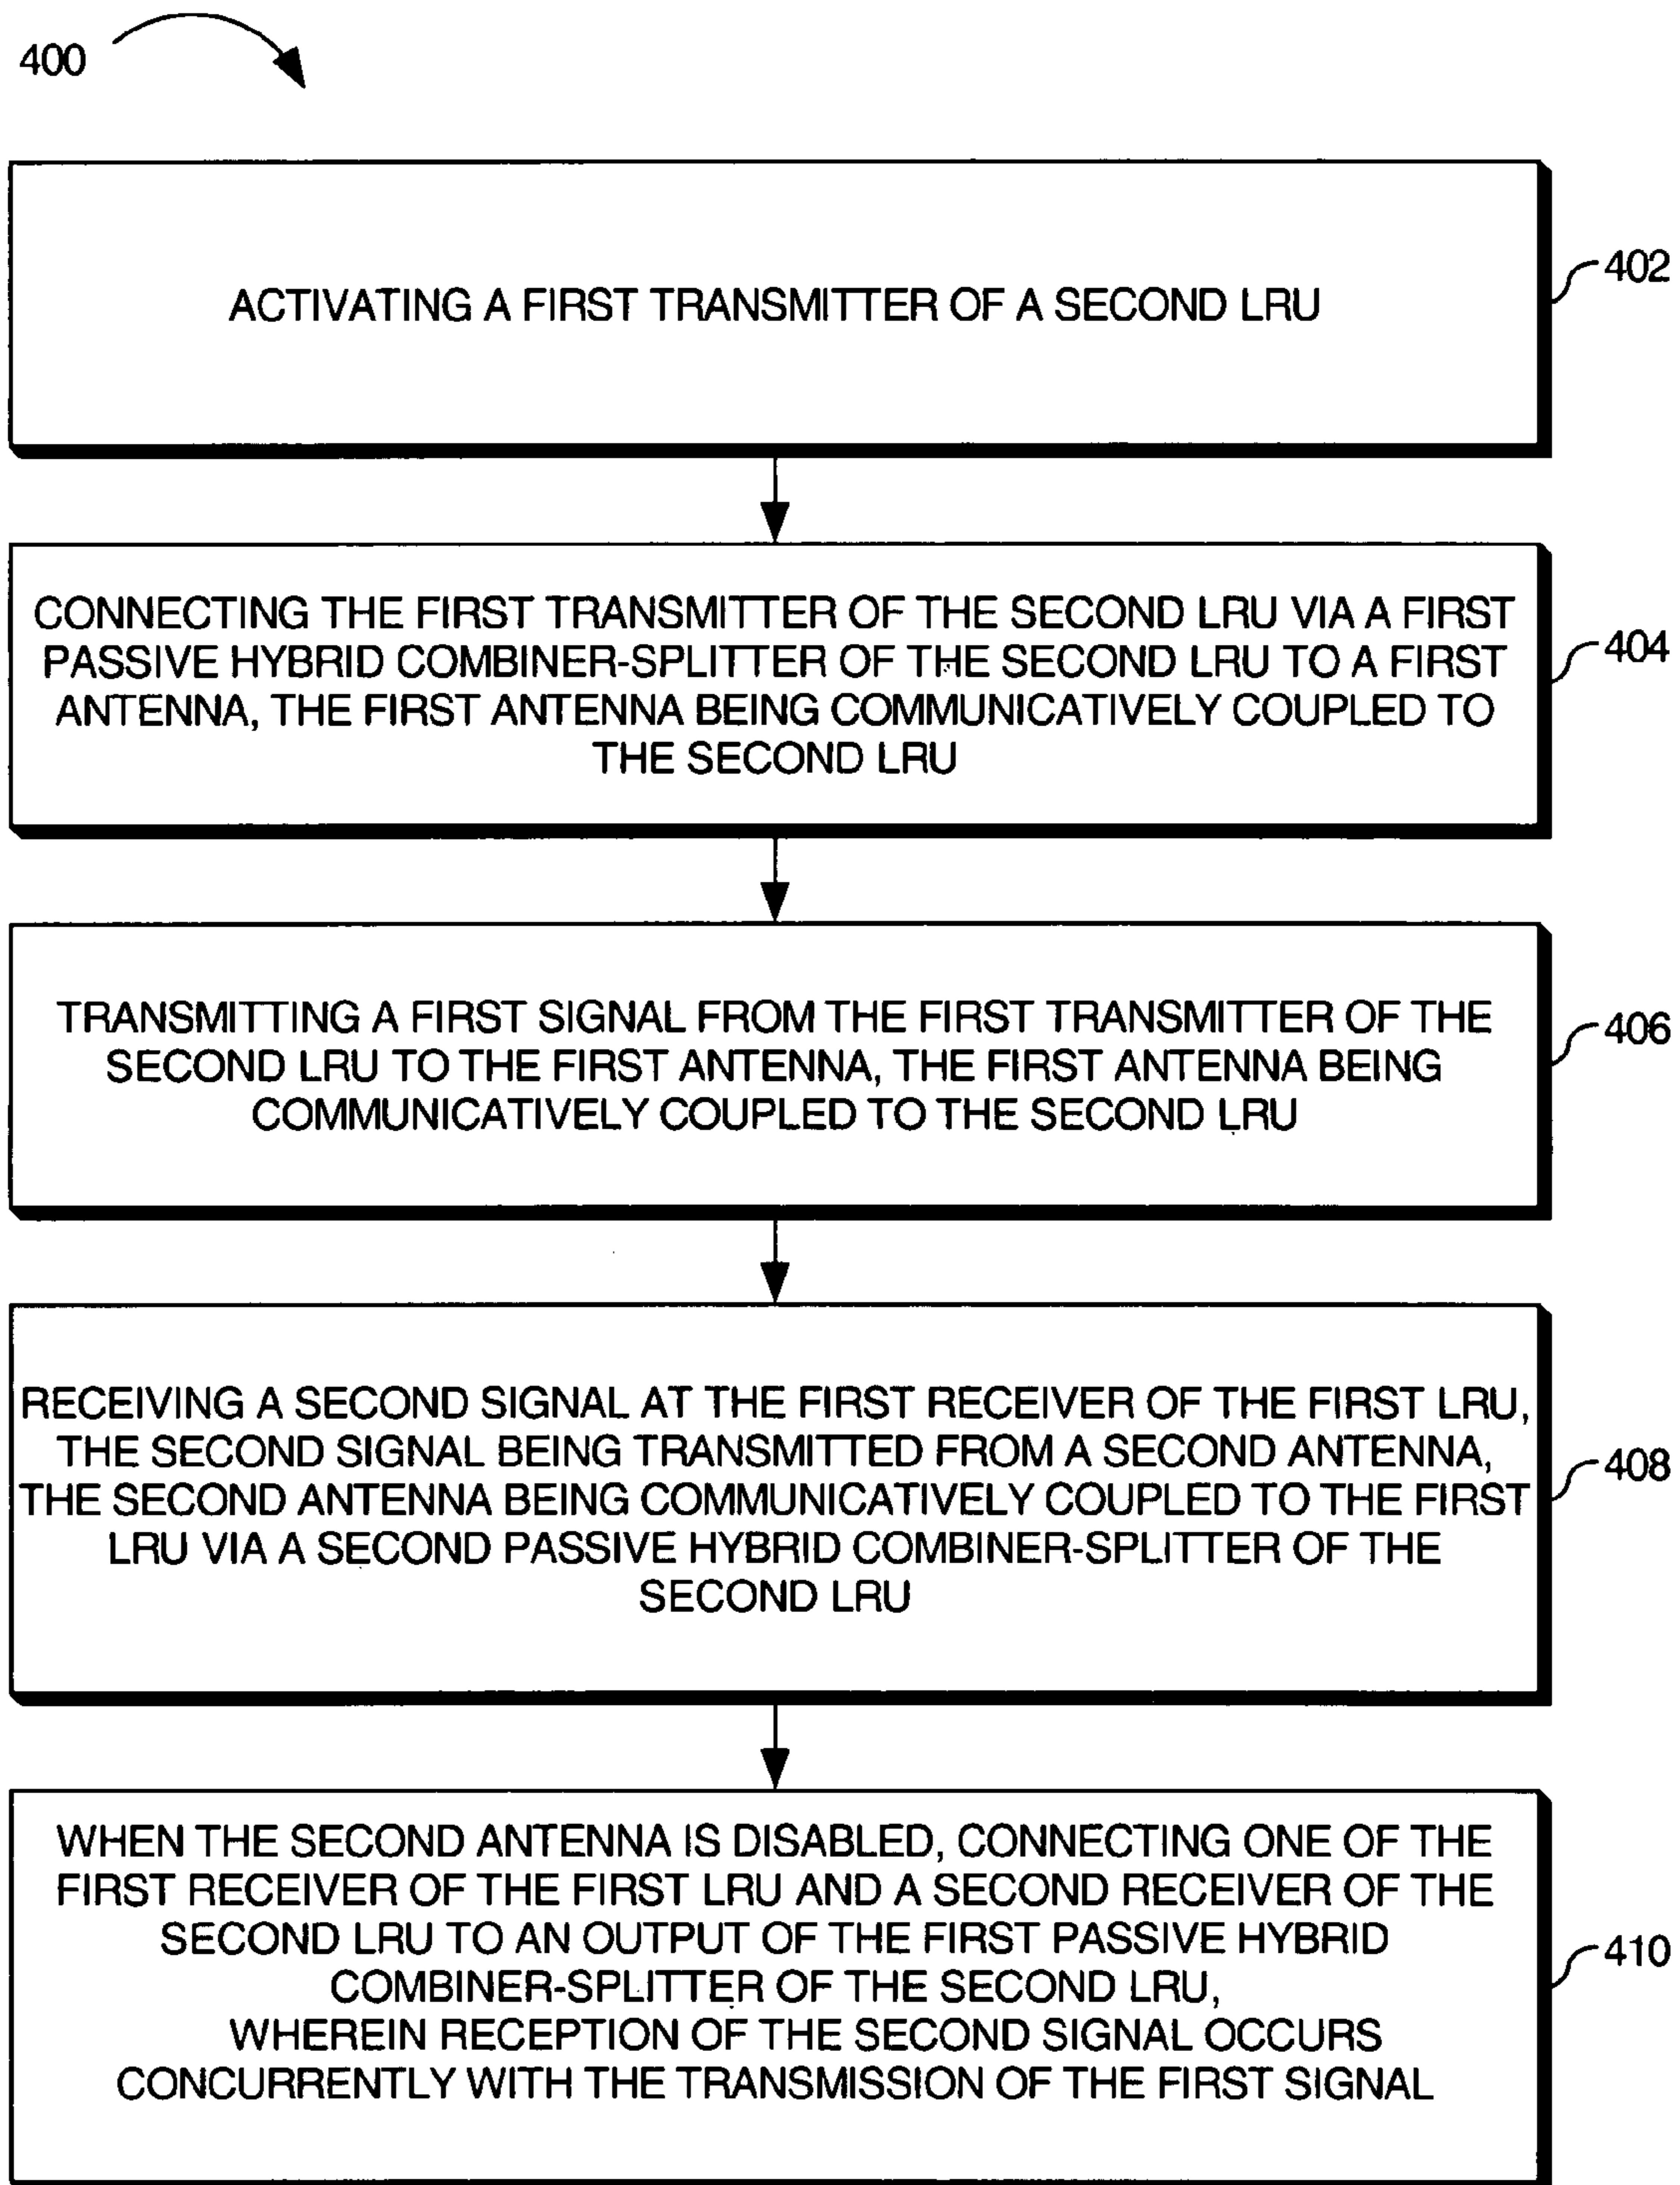 400
ACTIVATING A FIRST TRANSMITTER OF A SECOND LRU
402
CONNECTING THE FIRST TRANSMITTER OF THE SECOND LRU VIA A FIRST
PASSIVE HYBRID COMBINER-SPLITTER OF THE SECOND LRU TO A FIRST
ANTENNA, THE FIRST ANTENNA BEING COMMUNICATIVELY COUPLED TO
THE SECOND LRU
404
TRANSMITTING A FIRST SIGNAL FROM THE FIRST TRANSMITTER OF THE
SECOND LRU TO THE FIRST ANTENNA, THE FIRST ANTENNA BEING
COMMUNICATIVELY COUPLED TO THE SECOND LRU
406
RECEIVING A SECOND SIGNAL AT THE FIRST RECEIVER OF THE FIRST LRU,
THE SECOND SIGNAL BEING TRANSMITTED FROM A SECOND ANTENNA,
THE SECOND ANTENNA BEING COMMUNICATIVELY COUPLED TO THE FIRST
LRU VIA A SECOND PASSIVE HYBRID COMBINER-SPLITTER OF THE
SECOND LRU
408
WHEN THE SECOND ANTENNA IS DISABLED, CONNECTING ONE OF THE
FIRST RECEIVER OF THE FIRST LRU AND A SECOND RECEIVER OF THE
SECOND LRU TO AN OUTPUT OF THE FIRST PASSIVE HYBRID
COMBINER-SPLITTER OF THE SECOND LRU,
WHEREIN RECEPTION OF THE SECOND SIGNAL OCCURS
CONCURRENTLY WITH THE TRANSMISSION OF THE FIRST SIGNAL
410